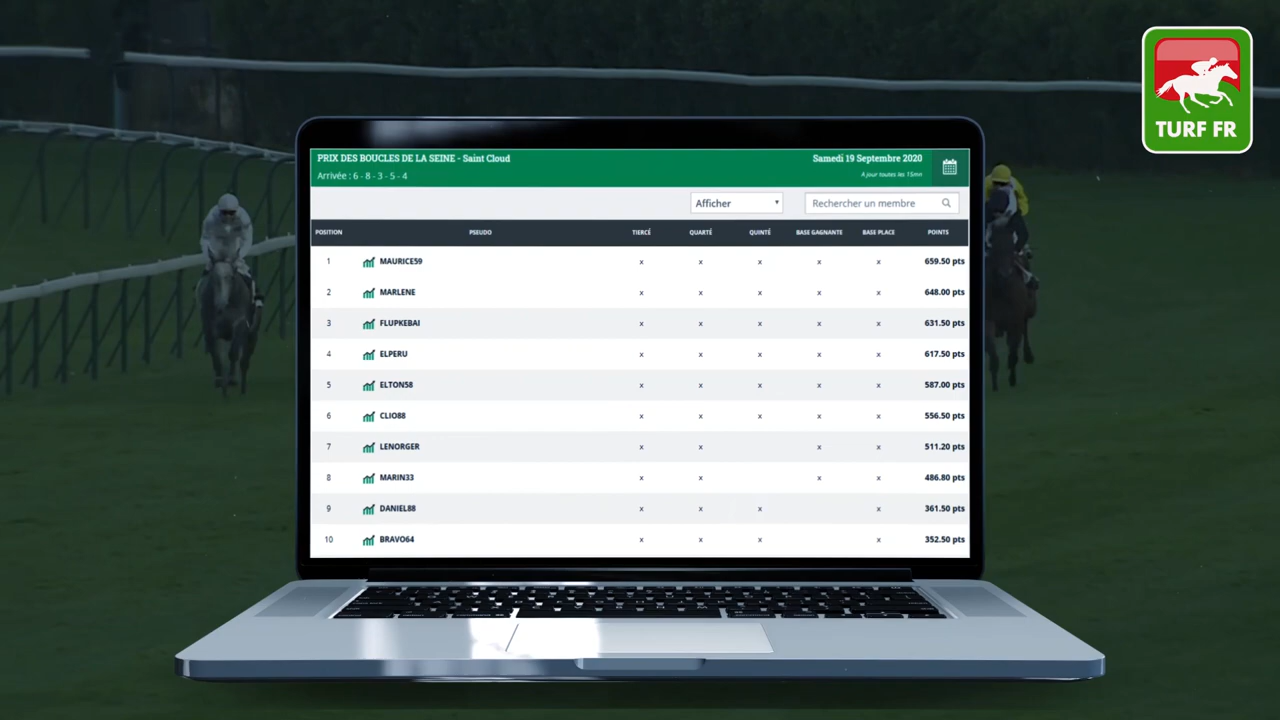 TURF FR
PRIX DES BOUCLES DE LA SEINE - Saint Cloud
Samedi 19 Septembre 2020
Arrivée : 6 - 8 - 3 - 5 - 4
A jour toutes les 15mn
Afficher
Rechercher un membre
POSITION PSEUDO TIERCÉ QUARTÉ QUINTÉ BASE GAGNANTE BASE PLACE POINTS
1 MAURICE59 x x x x x 659.50 pts
2 MARLENE x x x x x 648.00 pts
3 FLUPKEBAI x x x x x 631.50 pts
4 ELPERU x x x x x 617.50 pts
5 ELTON58 x x x x x 587.00 pts
6 CLIO88 x x x x x 556.50 pts
7 LENORGER x x x x 511.20 pts
8 MARIN33 x x x x 486.80 pts
9 DANIEL88 x x x x 361.50 pts
10 BRAVO64 x x x x 352.50 pts